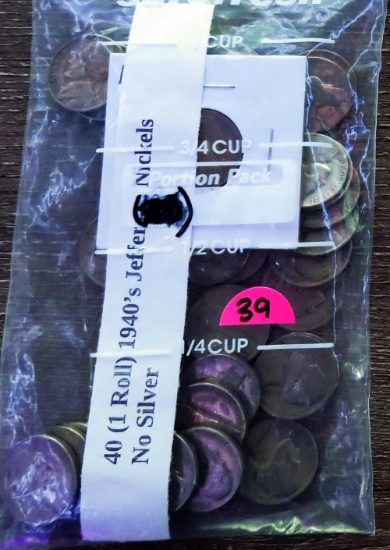 1 CUP
3/4 CUP
Portion Pack
1/2 CUP
39
1/4 CUP
40 (1 Roll) 1940's Jefferson Nickels
No Silver